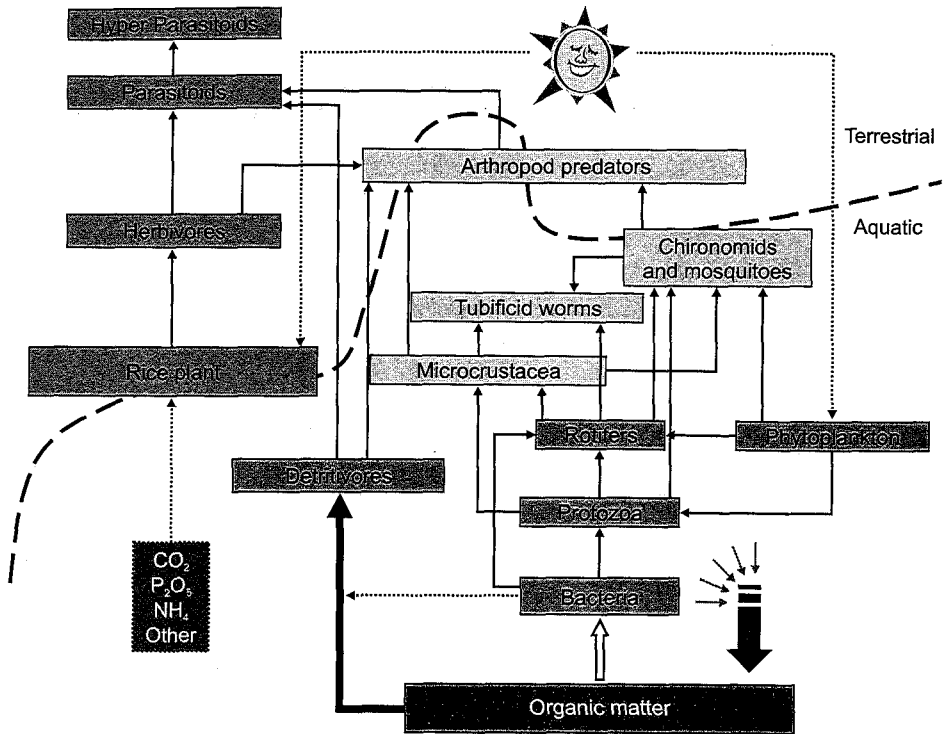 Hyper Parasitoids
Parasitoids
Terrestrial
Arthropod predators
Herbivores
Aquatic
Chironomids
and mosquitoes
Tubificid worms
Rice plant
Microcrustacea
Rotifers
Phytoplankton
Detritivores
Protozoa
CO₂
P₂O₅
NH₄
Other
Bacteria
Organic matter